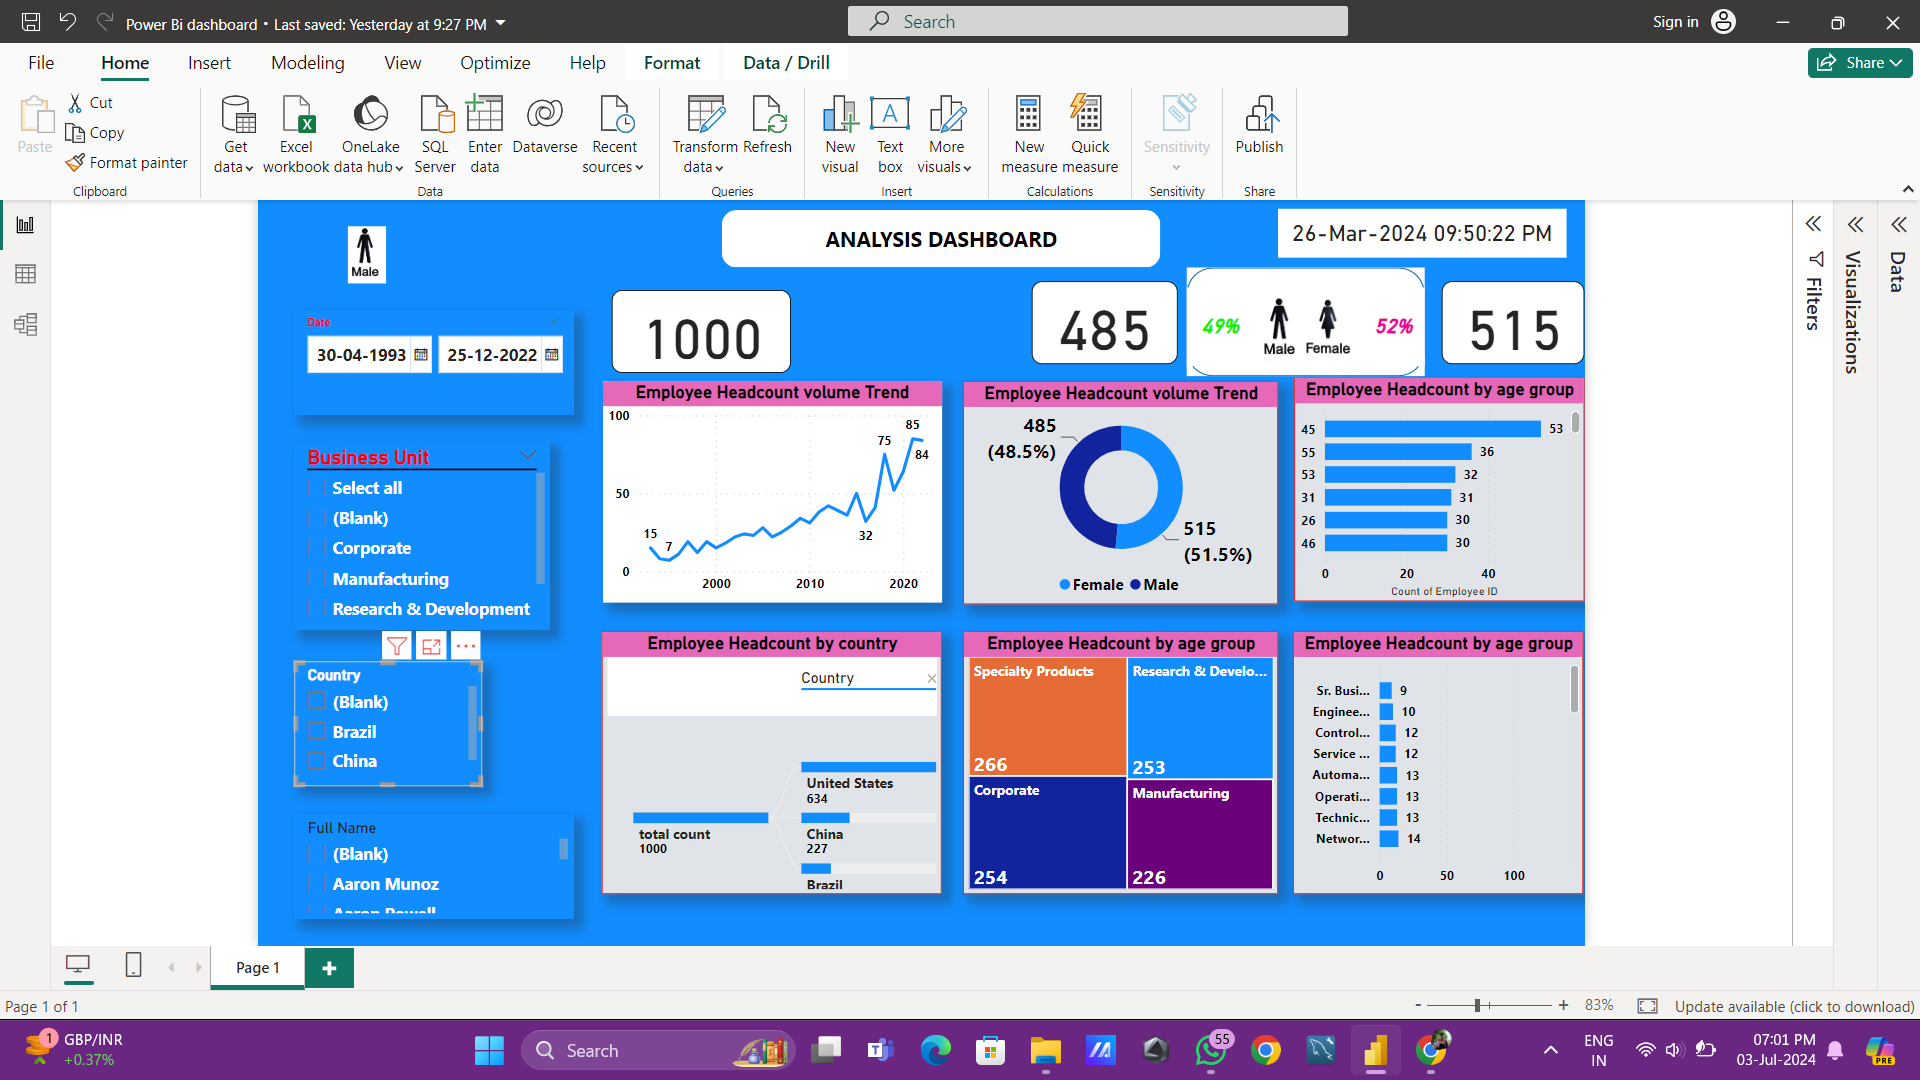 Power Bi dashboard • Last saved: Yesterday at 9:27 PM
Search
Sign in
File Home Insert Modeling View Optimize Help Format Data / Drill
Share
Paste
Cut
Copy
Format painter
Clipboard
Get data
Excel workbook
OneLake data hub
SQL Server
Enter data
Dataverse
Recent sources
Data
Transform data
Refresh
Queries
New visual
Text box
More visuals
Insert
New measure
Quick measure
Calculations
Sensitivity
Sensitivity
Publish
Share
Male
ANALYSIS DASHBOARD
26-Mar-2024 09:50:22 PM
Date
30-04-1993
25-12-2022
1000
485
49%
Male
Female
52%
515
Business Unit
Select all
(Blank)
Corporate
Manufacturing
Research & Development
Country
(Blank)
Brazil
China
Full Name
(Blank)
Aaron Munoz
Aaron Powell
Employee Headcount volume Trend
100
50
0
15
7
32
75
85
84
2000 2010 2020
Employee Headcount volume Trend
485
(48.5%)
515
(51.5%)
Female Male
Employee Headcount by age group
45 53
55 36
53 32
31 31
26 30
46 30
0 20 40
Count of Employee ID
Employee Headcount by country
Country
total count
1000
United States
634
China
227
Brazil
Employee Headcount by age group
Specialty Products
266
Research & Develo...
253
Corporate
254
Manufacturing
226
Employee Headcount by age group
Sr. Busi... 9
Enginee... 10
Control... 12
Service ... 12
Automa... 13
Operati... 13
Technic... 13
Networ... 14
0 50 100
Filters
Visualizations
Data
Page 1
Page 1 of 1
- + 83%
Update available (click to download)
1
GBP/INR
+0.37%
Search
55
ENG
IN
07:01 PM
03-Jul-2024
PRE